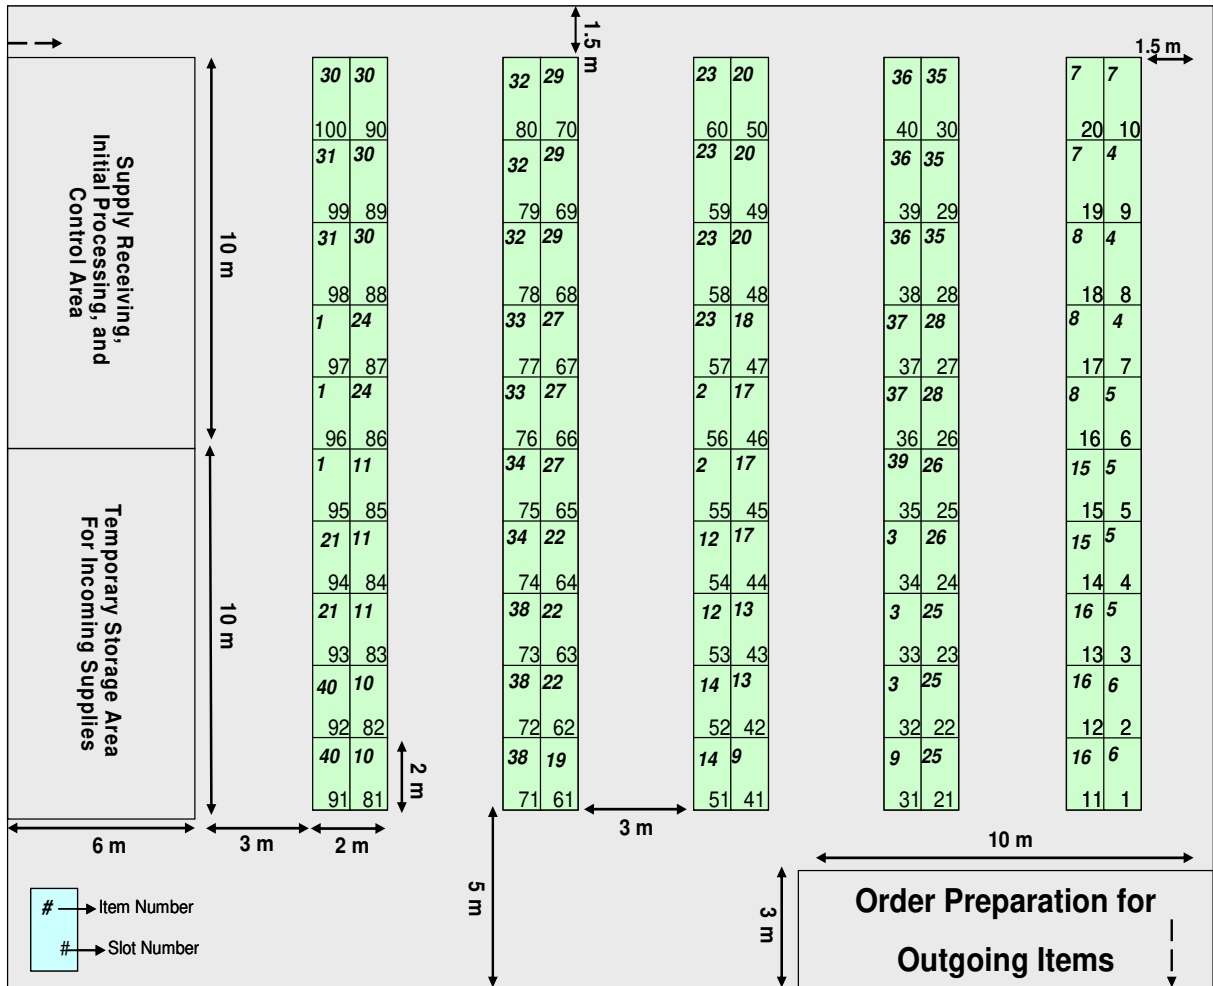 1.5 m
1.5 m
30 30 32 29 23 20 36 35 7 7
100 90 80 70 60 50 40 30 20 10
31 30 32 29 23 20 36 35 7 4
99 89 79 69 59 49 39 29 19 9
31 30 32 29 23 20 36 35 8 4
98 88 78 68 58 48 38 28 18 8
1 24 33 27 23 18 37 28 8 4
97 87 77 67 57 47 37 27 17 7
1 24 33 27 2 17 37 28 8 5
96 86 76 66 56 46 36 26 16 6
1 11 34 27 2 17 39 26 15 5
95 85 75 65 55 45 35 25 15 5
21 11 34 22 12 17 3 26 15 5
94 84 74 64 54 44 34 24 14 4
21 11 38 22 12 13 3 25 16 5
93 83 73 63 53 43 33 23 13 3
40 10 38 22 14 13 3 25 16 6
92 82 72 62 52 42 32 22 12 2
40 10 38 19 14 9 9 25 16 6
91 81 71 61 51 41 31 21 11 1
Supply Receiving,
Initial Processing, and
Control Area
10 m
Temporary Storage Area
For Incoming Supplies
10 m
2 m
6 m
3 m
2 m
3 m
10 m
5 m
3 m
# Item Number
# Slot Number
Order Preparation for
Outgoing Items